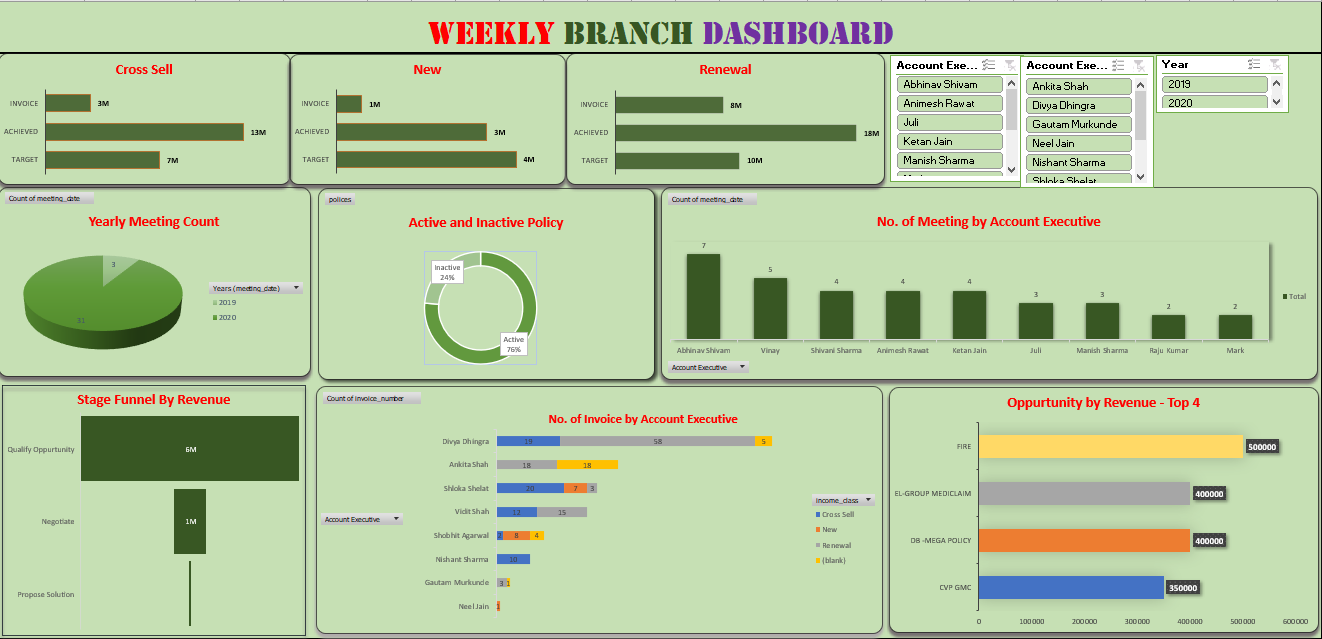 WEEKLY BRANCH DASHBOARD
Cross Sell
INVOICE 3M
ACHIEVED 13M
TARGET 7M
New
INVOICE 1M
ACHIEVED 3M
TARGET 4M
Renewal
INVOICE 8M
ACHIEVED 18M
TARGET 10M
Account Exe...
Abhinav Shivam
Animesh Rawat
Juli
Ketan Jain
Manish Sharma
Account Exe...
Ankita Shah
Divya Dhingra
Gautam Murkunde
Neel Jain
Nishant Sharma
Shloka Shelat
Year
2019
2020
Count of meeting_date
Yearly Meeting Count
3
31
Years (meeting_date)
2019
2020
polices
Active and Inactive Policy
Inactive
24%
Active
76%
Count of meeting_date
No. of Meeting by Account Executive
7 5 4 4 4 3 3 2 2
Abhinav Shivam Vinay Shivani Sharma Animesh Rawat Ketan Jain Juli Manish Sharma Raju Kumar Mark
Total
Account Executive
Stage Funnel By Revenue
Qualify Oppurtunity 6M
Negotiate 1M
Propose Solution
Count of invoice_number
No. of Invoice by Account Executive
Divya Dhingra 19 58 5
Ankita Shah 18 18
Shloka Shelat 20 7 3
Vidit Shah 12 15
Shobhit Agarwal 2 8 4
Nishant Sharma 10
Gautam Murkunde 3 1
Neel Jain 1
Account Executive
income_class
Cross Sell
New
Renewal
(blank)
Oppurtunity by Revenue - Top 4
FIRE 500000
EL-GROUP MEDICLAIM 400000
DB -MEGA POLICY 400000
CVP GMC 350000
0 100000 200000 300000 400000 500000 600000